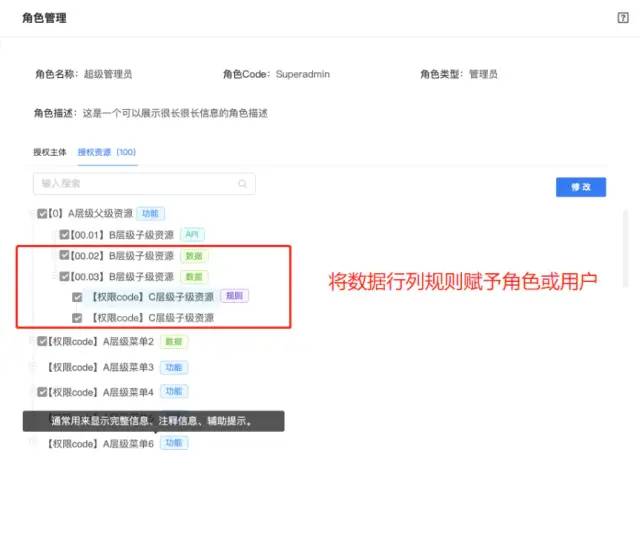 角色管理
角色名称: 超级管理员 角色Code: Superadmin 角色类型: 管理员
角色描述: 这是一个可以展示很长很长信息的角色描述
授权主体 授权资源 (100)
输入搜索
修 改
【0】A层级父级资源 功能
【00.01】B层级子级资源 API
【00.02】B层级子级资源 数据
【00.03】B层级子级资源 数据
将数据行列规则赋予角色或用户
【权限code】C层级子级资源 规则
【权限code】C层级子级资源
【权限code】A层级菜单2 数据
【权限code】A层级菜单3 功能
【权限code】A层级菜单4 功能
通常用来显示完整信息、注释信息、辅助提示。
【权限code】A层级菜单6 功能